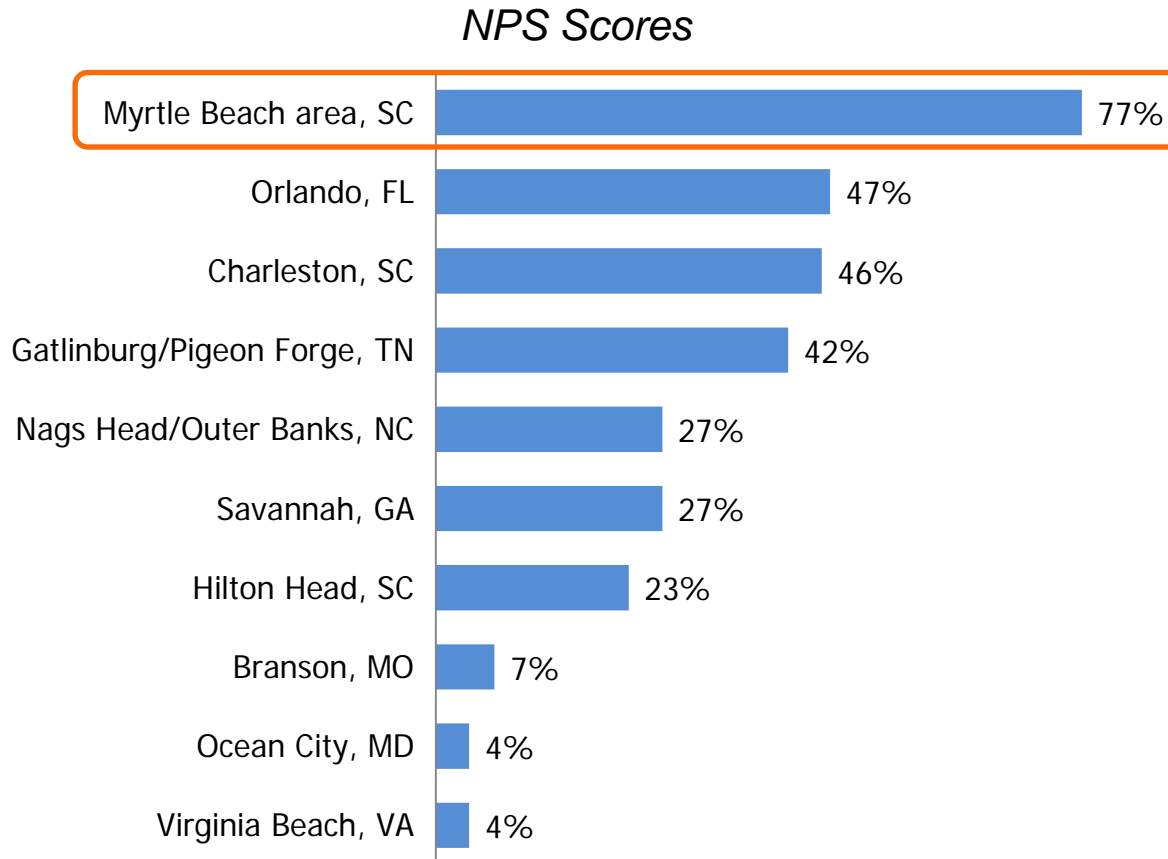 NPS Scores
Myrtle Beach area, SC 77%
Orlando, FL 47%
Charleston, SC 46%
Gatlinburg/Pigeon Forge, TN 42%
Nags Head/Outer Banks, NC 27%
Savannah, GA 27%
Hilton Head, SC 23%
Branson, MO 7%
Ocean City, MD 4%
Virginia Beach, VA 4%